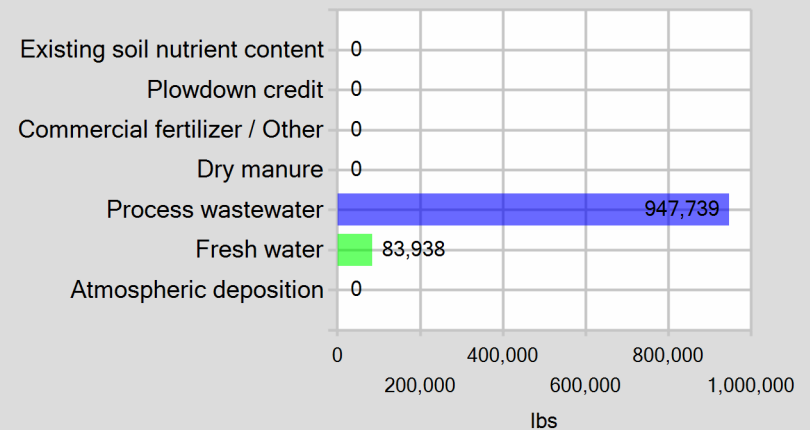 Existing soil nutrient content 0
Plowdown credit 0
Commercial fertilizer / Other 0
Dry manure 0
Process wastewater 947,739
Fresh water 83,938
Atmospheric deposition 0
0 400,000 800,000
200,000 600,000 1,000,000
lbs